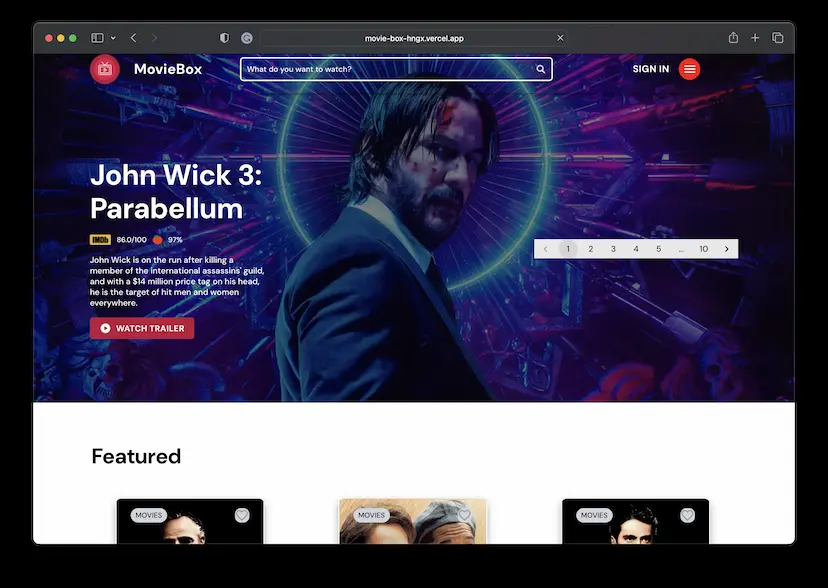 movie-box-hngx.vercel.app
MovieBox
What do you want to watch?
SIGN IN
John Wick 3:
Parabellum
IMDb 86.0/100 97%
John Wick is on the run after killing a
member of the international assassins' guild,
and with a $14 million price tag on his head,
he is the target of hit men and women
everywhere.
WATCH TRAILER
1 2 3 4 5 ... 10
Featured
MOVIES
MOVIES
MOVIES